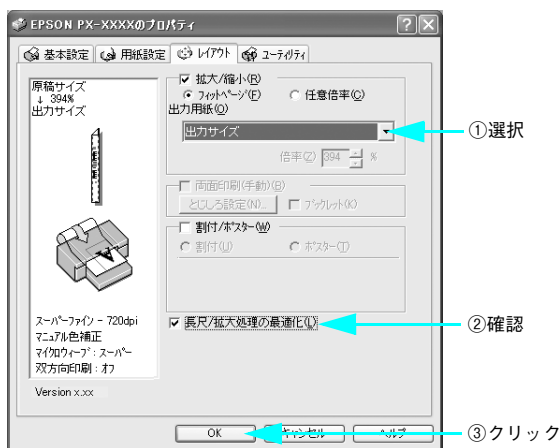 EPSON PX-XXXXのプロパティ
基本設定 用紙設定 レイアウト ユーティリティ
原稿サイズ
↓ 394%
出力サイズ
拡大/縮小(R)
フィットページ(F) 任意倍率(C)
出力用紙(O)
出力サイズ
倍率(Z) 394 %
両面印刷(手動)(B)
とじしろ設定(N)... ブックレット(K)
割付/ポスター(W)
割付(U) ポスター(T)
長尺/拡大処理の最適化(L)
スーパーファイン - 720dpi
マニュアル色補正
マイクロウィーブ: スーパー
双方向印刷: オフ
Version x.xx
OK キャンセル ヘルプ
①選択
②確認
③クリック